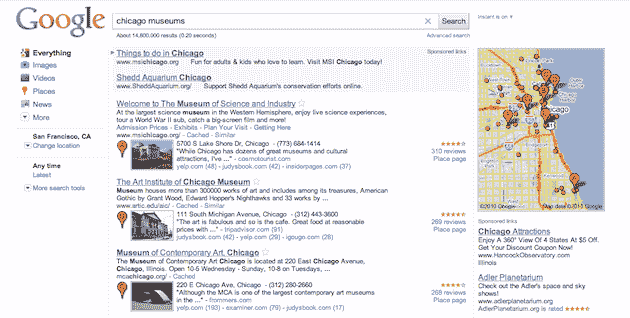 Google
chicago museums
Search
Instant is on
About 14,800,000 results (0.20 seconds)
Advanced search
Everything
Images
Videos
Places
News
More
San Francisco, CA
Change location
Any time
Latest
More search tools
Things to do in Chicago
Sponsored links
www.msichicago.org Fun for adults & kids who love to learn. Visit MSI Chicago today!
Shedd Aquarium Chicago
www.SheddAquarium.org/ Support Shedd Aquarium's conservation efforts online.
Welcome to The Museum of Science and Industry
At the largest science museum in the Western Hemisphere, enjoy live science experiences,
tour a World War II sub, catch a big-screen film and more!
Admission Prices - Exhibits - Plan Your Visit - Getting Here
www.msichicago.org/ - Cached - Similar
5700 S Lake Shore Dr, Chicago - (773) 684-1414
"While Chicago has dozens of great museums and cultural
attractions, I've ..." - cosmotourist.com
yelp.com (48) - judysbook.com (27) - insiderpages.com (37)
310 reviews
Place page
The Art Institute of Chicago Museum
Museum houses more than 300000 works of art and includes among its treasures, American
Gothic by Grant Wood, Edward Hopper's Nighthawks and 33 works by ...
www.artic.edu/aic/ - Cached - Similar
111 South Michigan Avenue, Chicago - (312) 443-3600
"The art is fabulous and so is the cafe. Great food at reasonable
prices with ..." - tripadvisor.com (91)
judysbook.com (42) - yelp.com (29) - igougo.com (28)
269 reviews
Place page
Museum of Contemporary Art, Chicago
The Museum of Contemporary Art Chicago is located at 220 East Chicago Avenue,
Chicago, Illinois. Open 10-5 Wednesday - Sunday, 10-8 on Tuesdays, ...
mcachicago.org/ - Cached
220 E Chicago Ave, Chicago - (312) 280-2660
"Although the MCA is one of the largest contemporary art museums
in the ..." - frommers.com
yelp.com (193) - examiner.com (79) - judysbook.com (17)
268 reviews
Place page
Chicago
©2010 Google
Map data ©2010 Google
Sponsored links
Chicago Attractions
Enjoy A 360° View Of 4 States At $5 Off.
Get Your Discount Coupon Now!
www.HancockObservatory.com
Illinois
Adler Planetarium
Check out the Adler's space and sky
shows!
www.adlerplanetarium.org
AdlerPlanetarium.org is rated